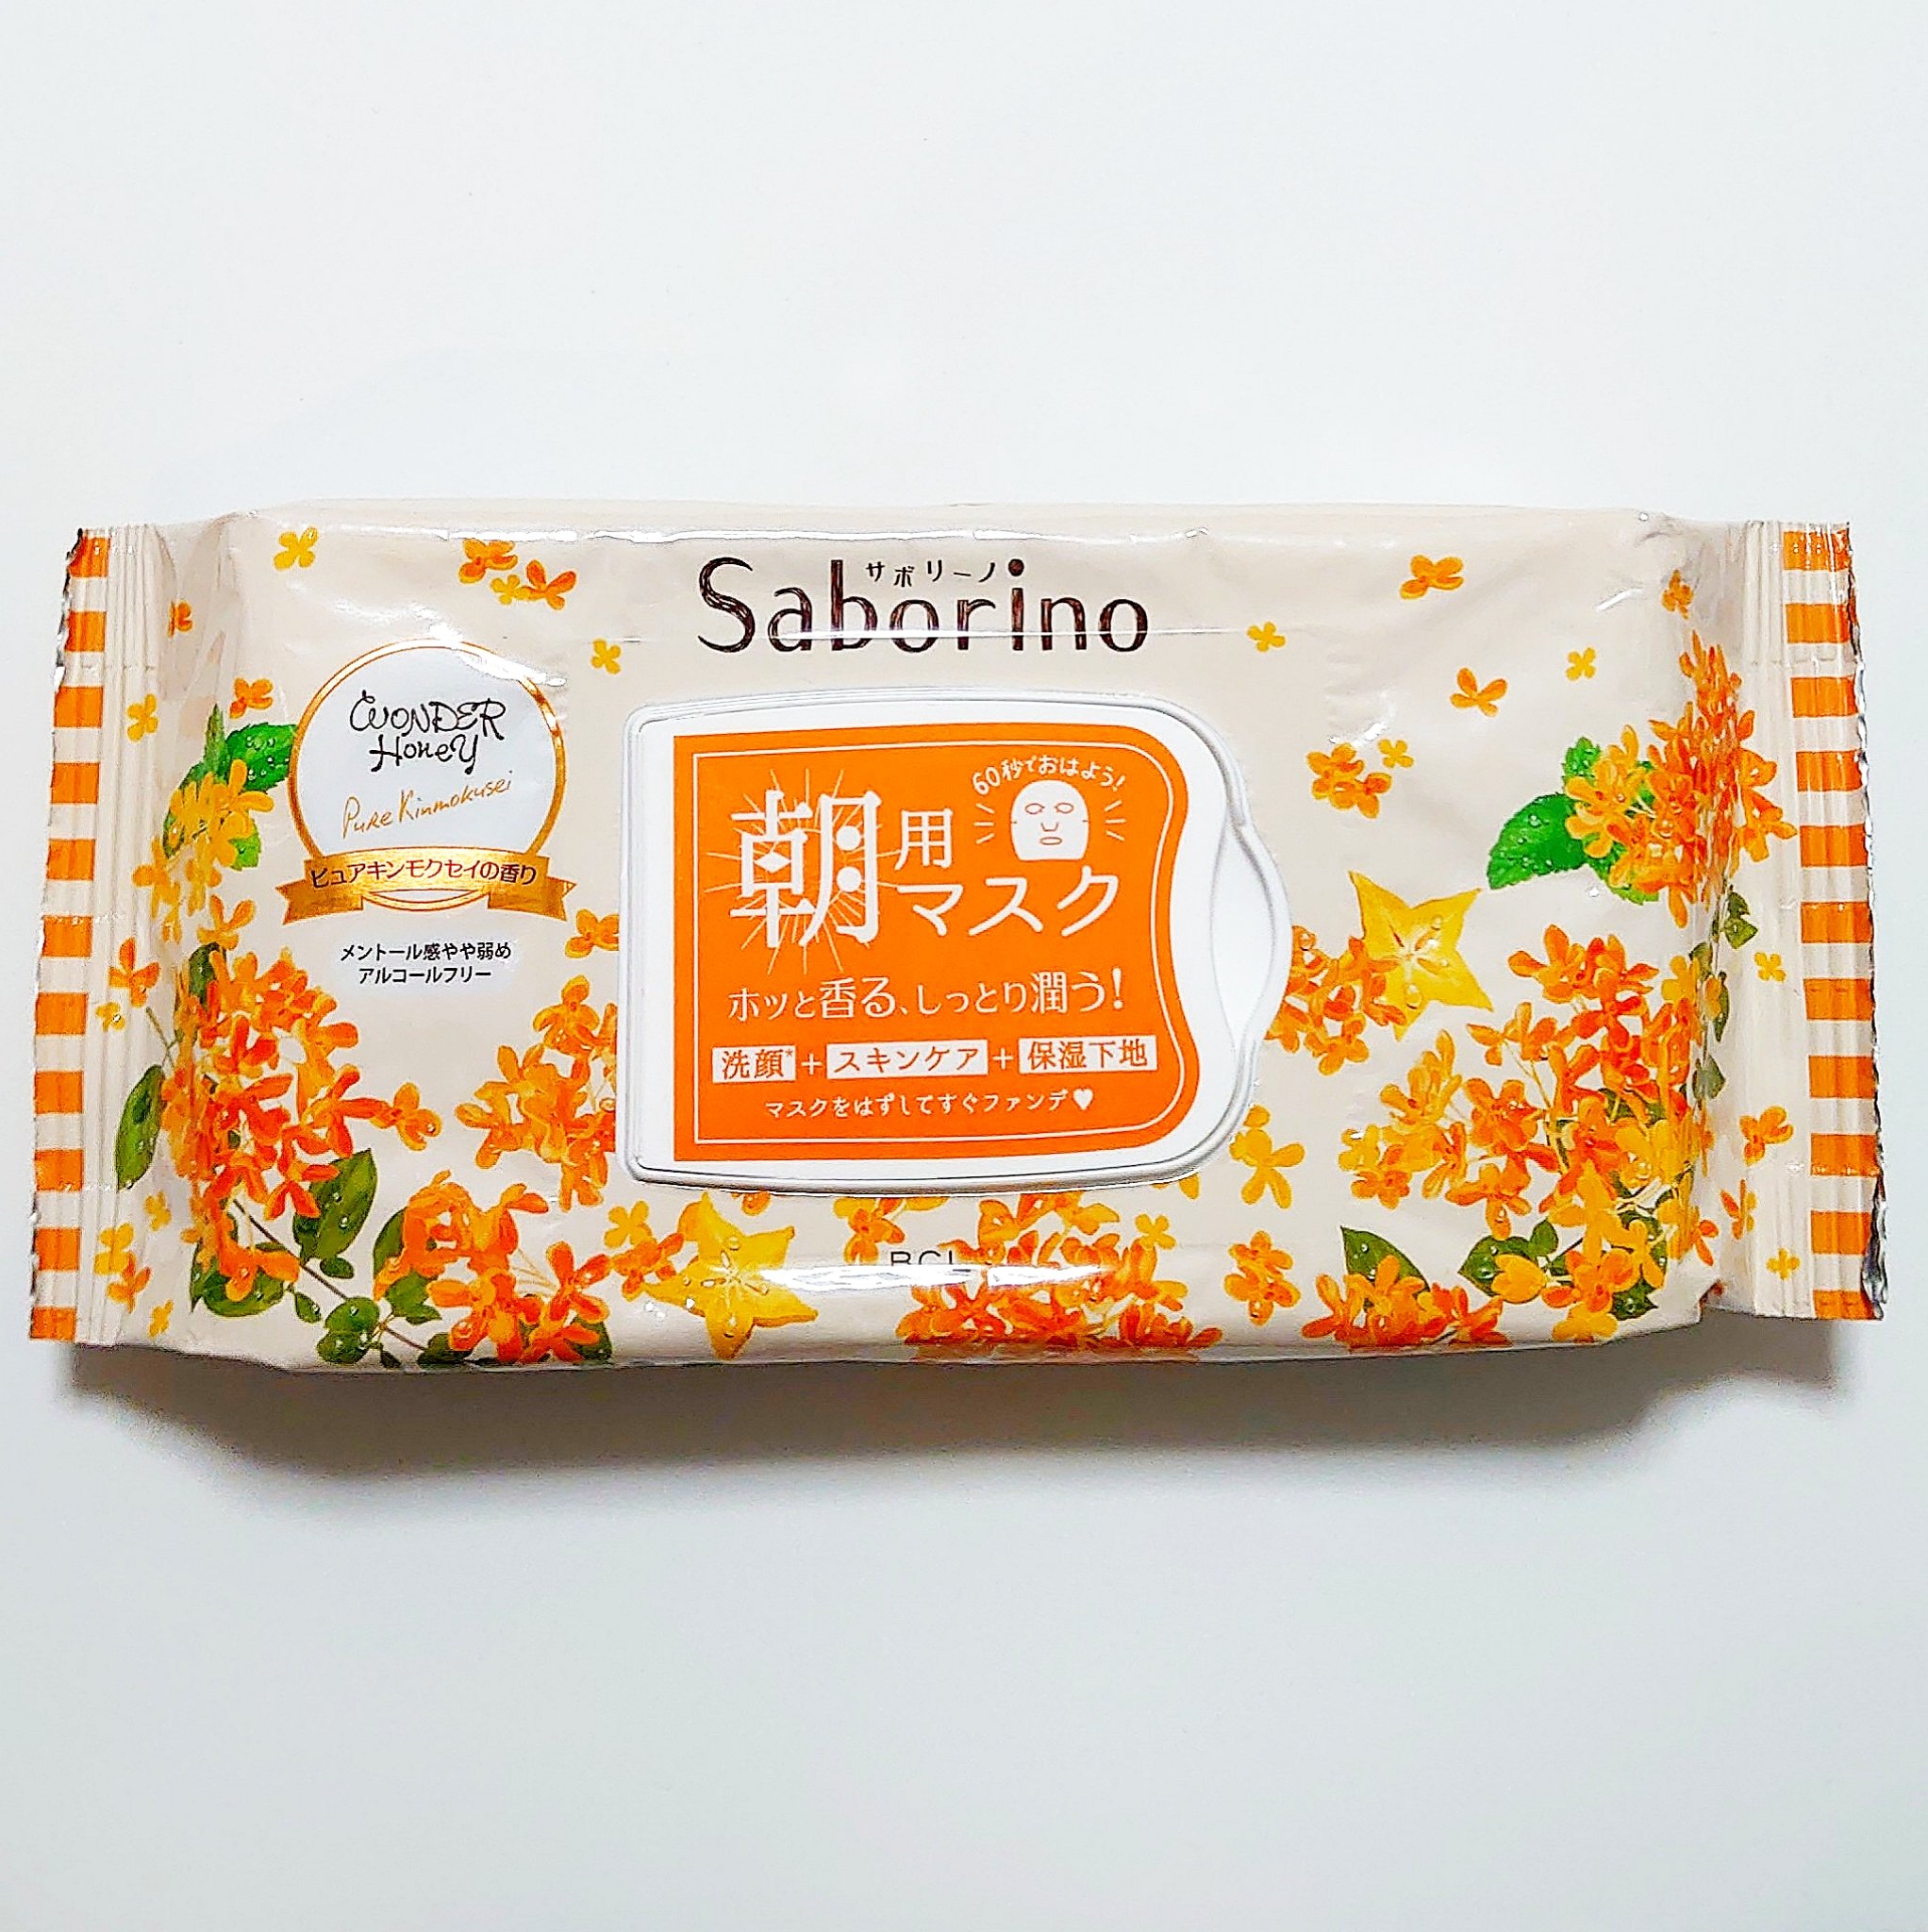 サボリーノ
Saborino
WONDER
Honey
Pure Kinmokusei
ピュアキンモクセイの香り
メントール感やや弱め
アルコールフリー
60秒でおはよう!
朝用マスク
ホッと香る、しっとり潤う!
洗顔*+スキンケア+保湿下地
マスクをはずしてすぐファンデ♥
BCL